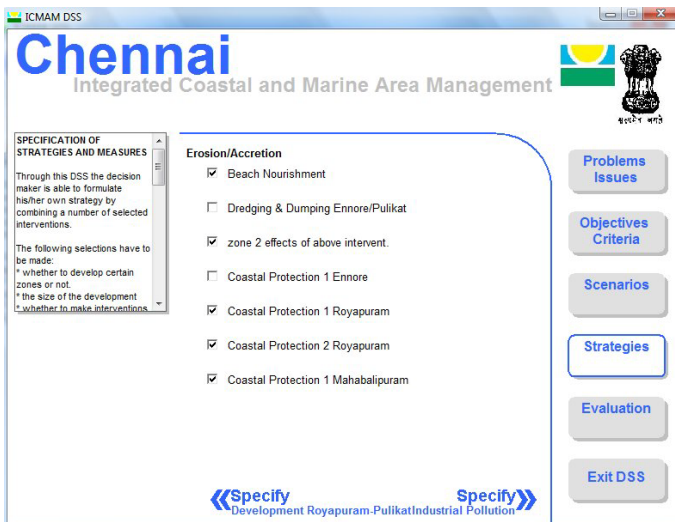 ICMAM DSS
Chennai
Integrated Coastal and Marine Area Management
सत्यमेव जयते
SPECIFICATION OF
STRATEGIES AND MEASURES
Through this DSS the decision
maker is able to formulate
his/her own strategy by
combining a number of selected
interventions.
The following selections have to
be made:
* whether to develop certain
zones or not.
* the size of the development
* whether to make interventions
Erosion/Accretion
Beach Nourishment
Dredging & Dumping Ennore/Pulikat
zone 2 effects of above intervent.
Coastal Protection 1 Ennore
Coastal Protection 1 Royapuram
Coastal Protection 2 Royapuram
Coastal Protection 1 Mahabalipuram
Problems
Issues
Objectives
Criteria
Scenarios
Strategies
Evaluation
Exit DSS
Specify
Development Royapuram-Pulikat
Specify
Industrial Pollution